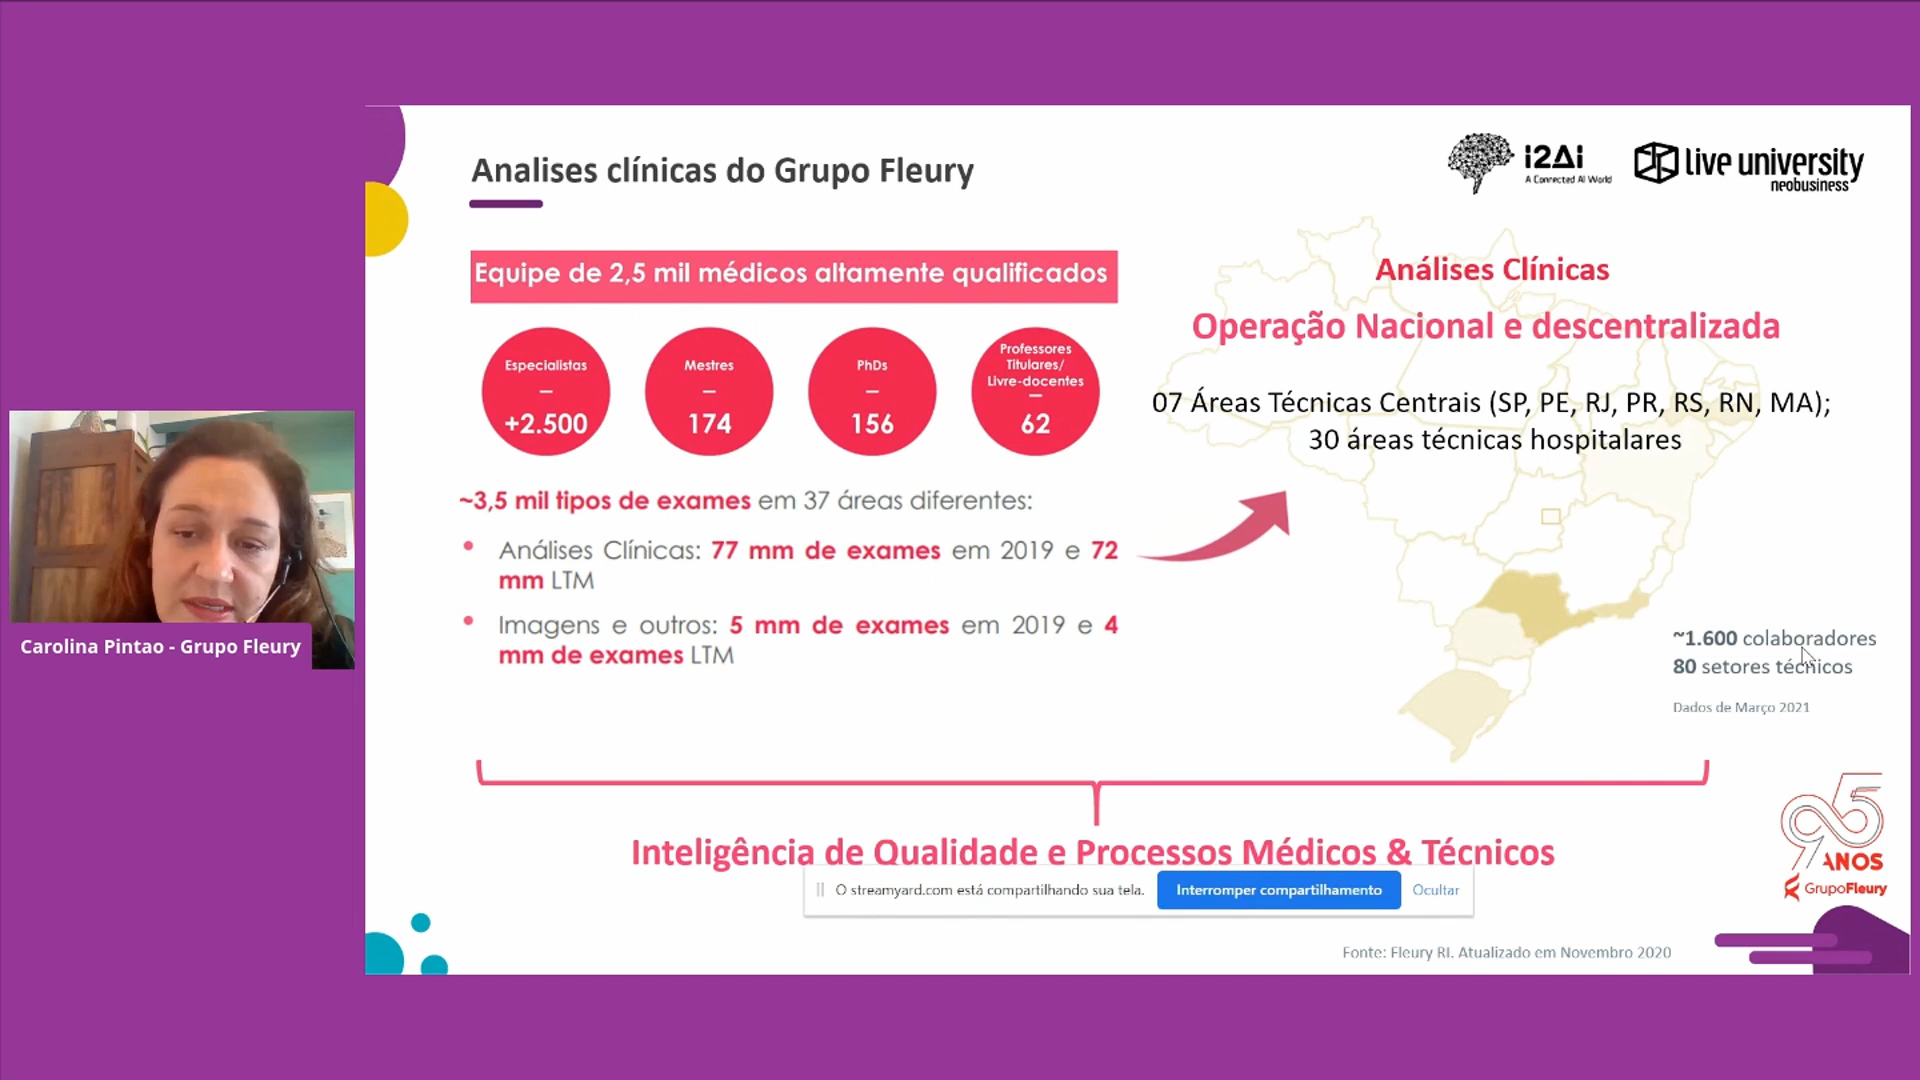 Analises clínicas do Grupo Fleury
i2Ai
A Connected AI World
live university
neobusiness
Equipe de 2,5 mil médicos altamente qualificados
Especialistas
–
+2.500
Mestres
–
174
PhDs
–
156
Professores
Titulares/
Livre-docentes
–
62
~3,5 mil tipos de exames em 37 áreas diferentes:
• Análises Clínicas: 77 mm de exames em 2019 e 72
mm LTM
• Imagens e outros: 5 mm de exames em 2019 e 4
mm de exames LTM
Análises Clínicas
Operação Nacional e descentralizada
07 Áreas Técnicas Centrais (SP, PE, RJ, PR, RS, RN, MA);
30 áreas técnicas hospitalares
~1.600 colaboradores
80 setores técnicos
Dados de Março 2021
Carolina Pintao - Grupo Fleury
Inteligência de Qualidade e Processos Médicos & Técnicos
O streamyard.com está compartilhando sua tela.
Interromper compartilhamento
Ocultar
95
ANOS
GrupoFleury
Fonte: Fleury RI. Atualizado em Novembro 2020